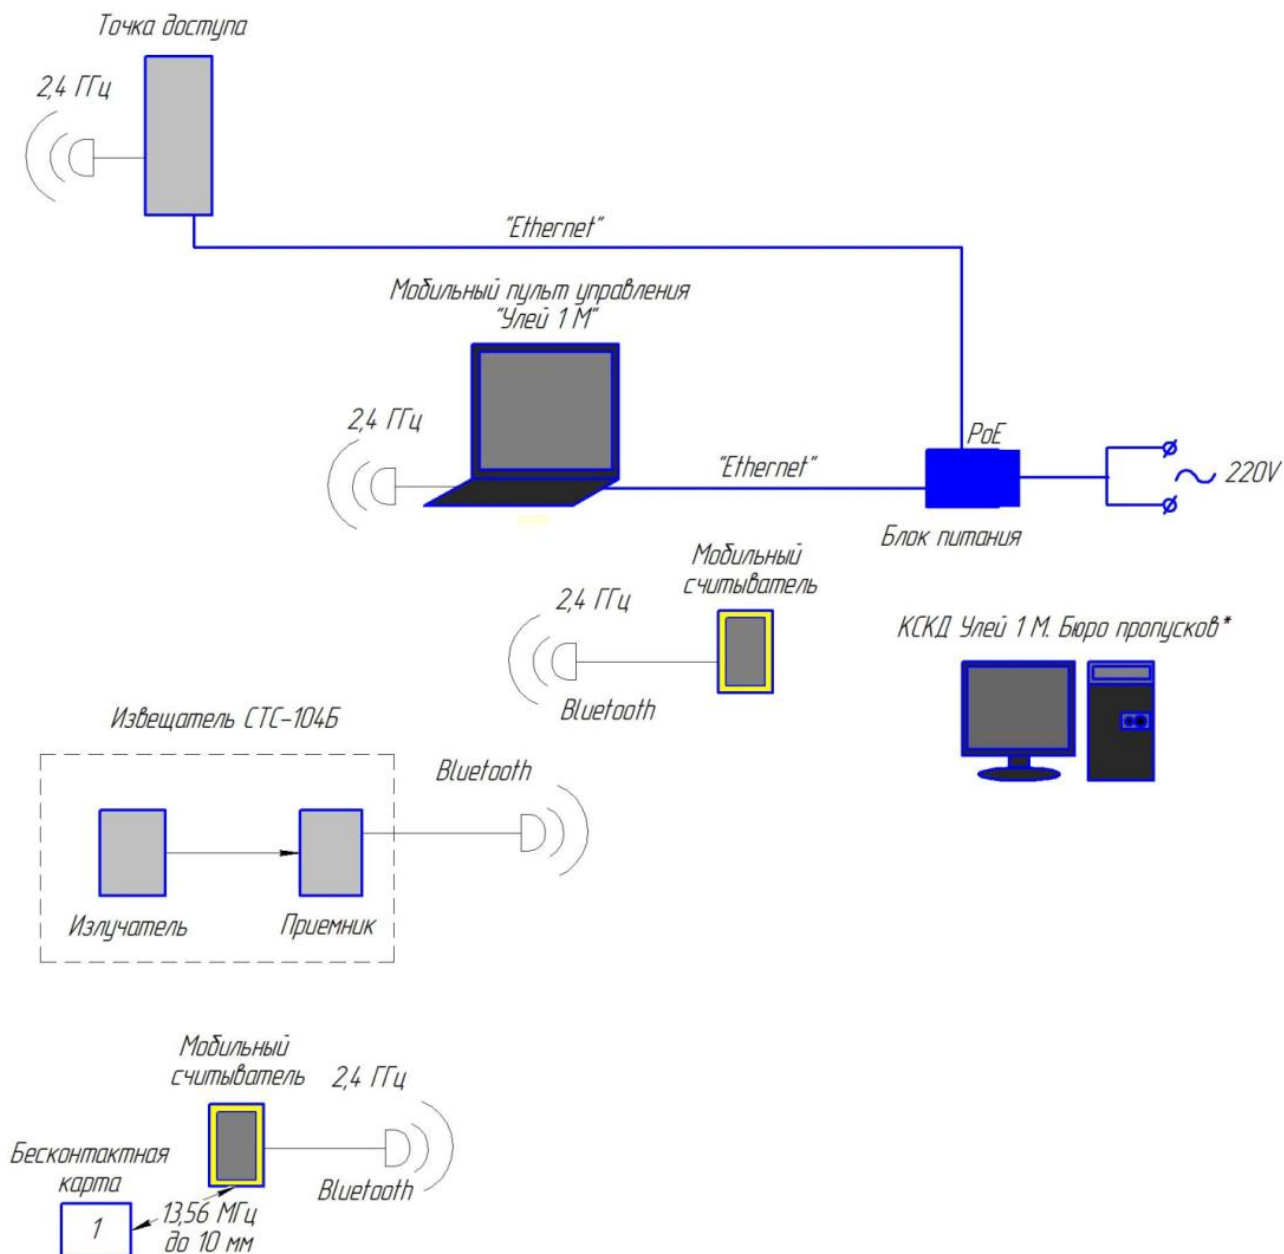 Точка доступа
2,4 ГГц
"Ethernet"
Мобильный пульт управления
"Улей 1 М"
2,4 ГГц
"Ethernet"
PoE
220V
Блок питания
Мобильный
считыватель
2,4 ГГц
Bluetooth
КСКД Улей 1 М. Бюро пропусков*
Извещатель СТС-104Б
Bluetooth
Излучатель
Приемник
Мобильный
считыватель
2,4 ГГц
Bluetooth
Бесконтактная
карта
1
13,56 МГц
до 10 мм